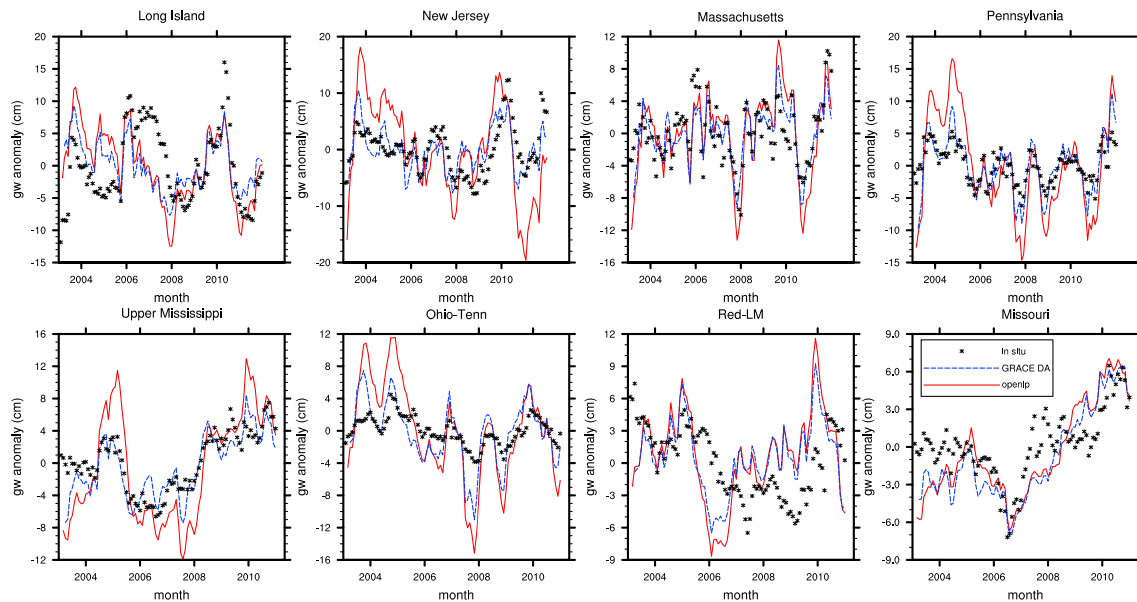 Long Island
New Jersey
Massachusetts
Pennsylvania
gw anomaly (cm)
20
15
10
5
0
-5
-10
-15
2004 2006 2008 2010
month
gw anomaly (cm)
20
10
0
-10
-20
2004 2006 2008 2010
month
gw anomaly (cm)
12
8
4
0
-4
-8
-12
-16
2004 2006 2008 2010
month
gw anomaly (cm)
20
15
10
5
0
-5
-10
-15
2004 2006 2008 2010
month
Upper Mississippi
Ohio-Tenn
Red-LM
Missouri
gw anomaly (cm)
16
12
8
4
0
-4
-8
-12
2004 2006 2008 2010
month
gw anomaly (cm)
12
8
4
0
-4
-8
-12
-16
2004 2006 2008 2010
month
gw anomaly (cm)
12
9
6
3
0
-3
-6
-9
2004 2006 2008 2010
month
gw anomaly (cm)
9.0
6.0
3.0
0.0
-3.0
-6.0
-9.0
2004 2006 2008 2010
month
In situ
GRACE DA
openlp